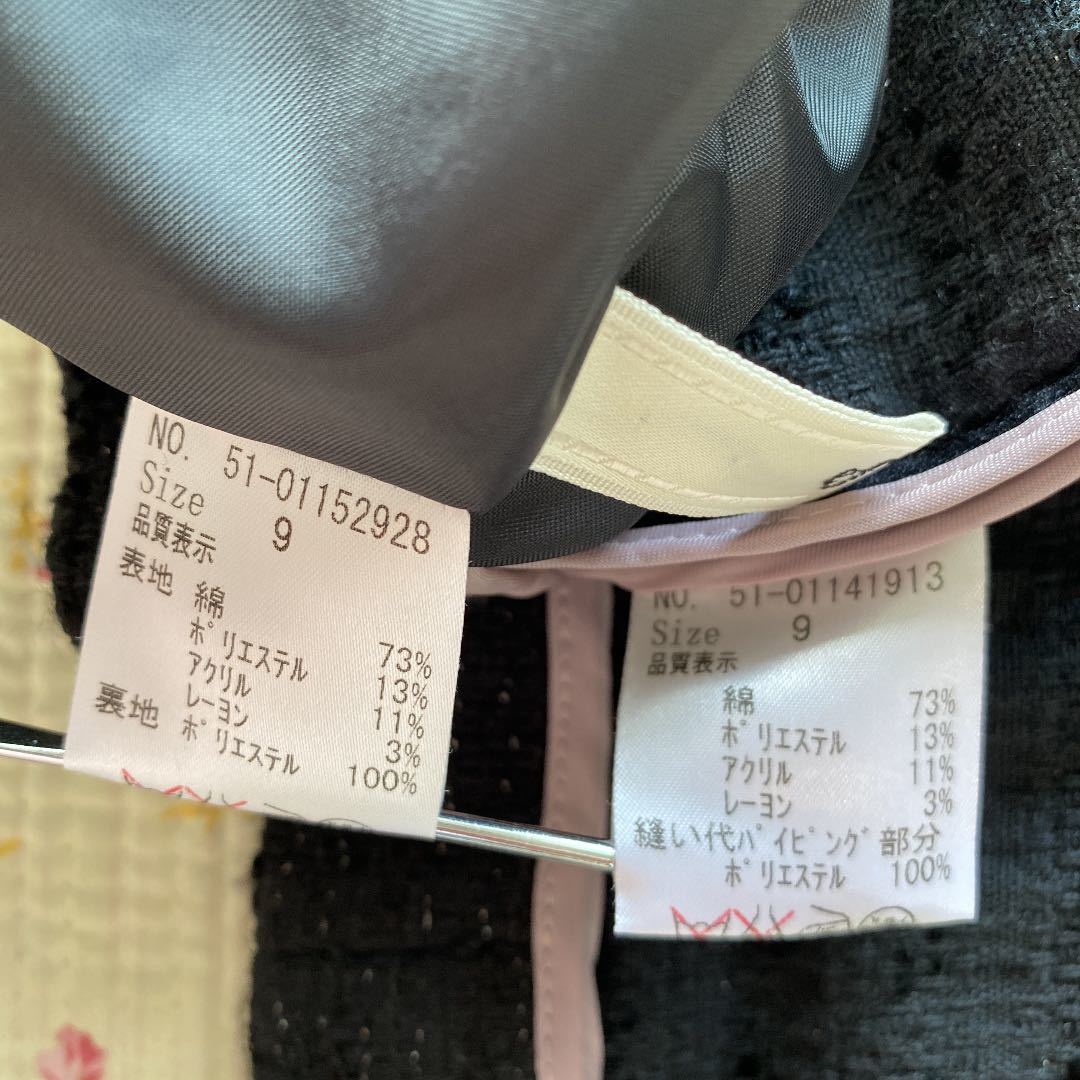 NO. 51-01152928
Size 9
品質表示
表地 綿 73%
ポリエステル 13%
アクリル 11%
レーヨン 3%
裏地 ポリエステル 100%
NO. 51-01141913
Size 9
品質表示
綿 73%
ポリエステル 13%
アクリル 11%
レーヨン 3%
縫い代パイピング部分
ポリエステル 100%